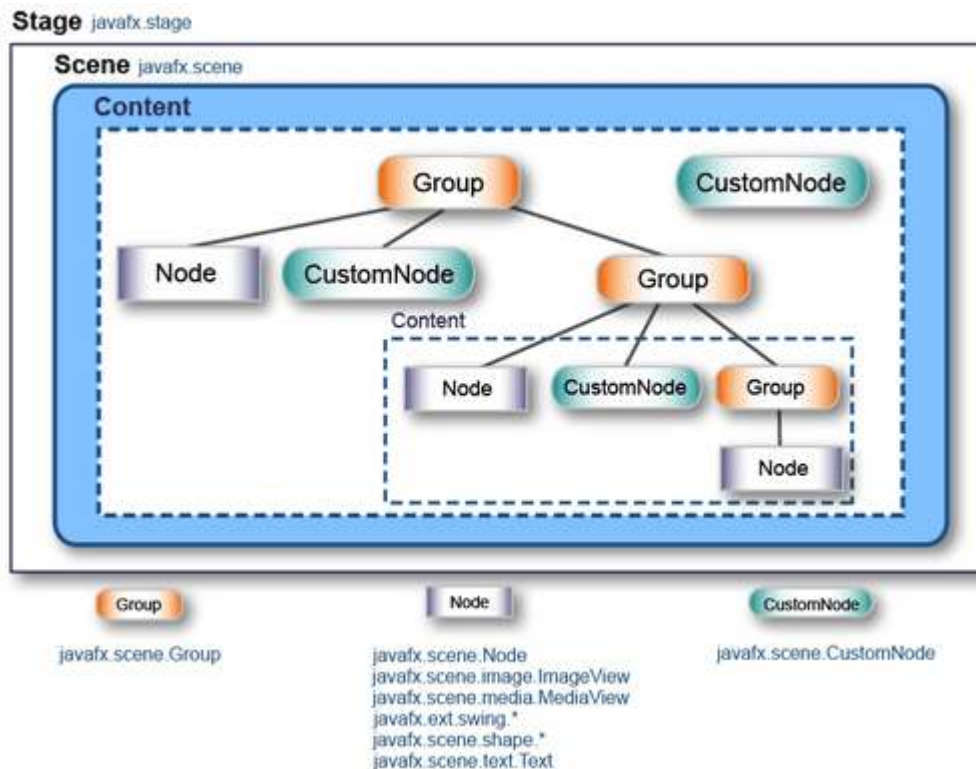 Stage javafx.stage
Scene javafx.scene
Content
Group
CustomNode
Node
CustomNode
Group
Content
Node
CustomNode
Group
Node
Group
Node
CustomNode
javafx.scene.Group
javafx.scene.Node
javafx.scene.image.ImageView
javafx.scene.media.MediaView
javafx.ext.swing.*
javafx.scene.shape.*
javafx.scene.text.Text
javafx.scene.CustomNode